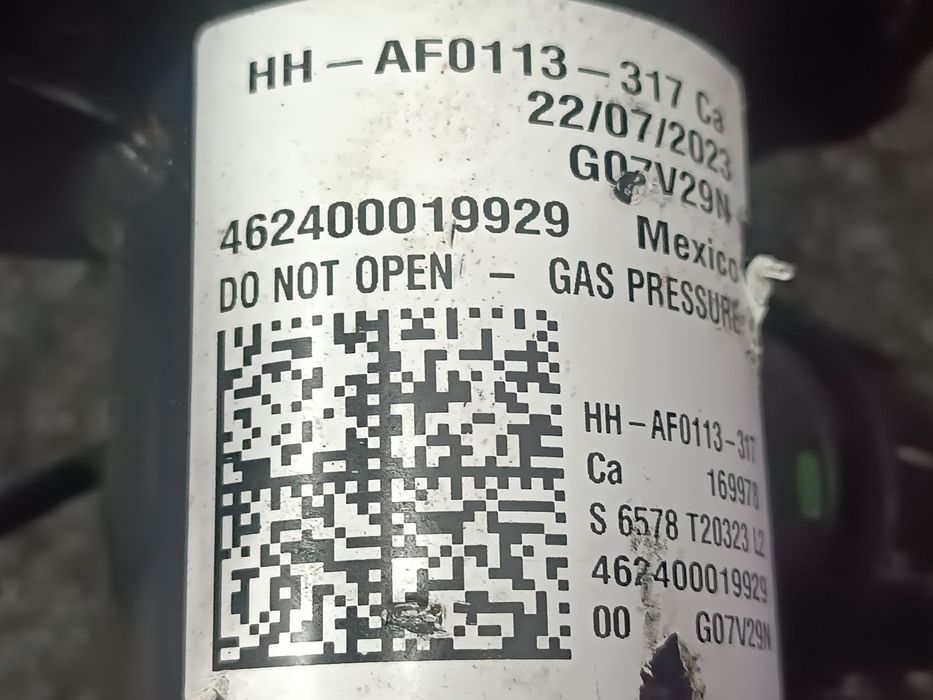 HH - AF0113 - 317 Ca
22/07/2023
G07V29N
462400019929
Mexico
DO NOT OPEN - GAS PRESSURE
HH - AF0113-317
Ca 169978
S 6578 T20323 L2
462400019929
00 G07V29N